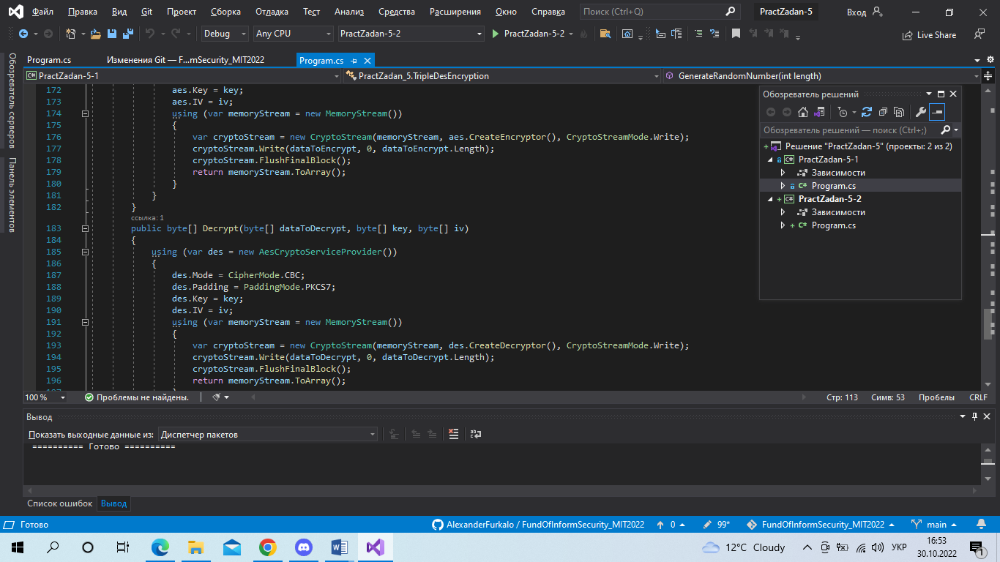 Файл Правка Вид Git Проект Сборка Отладка Тест Анализ Средства Расширения Окно Справка Поиск (Ctrl+Q) PractZadan-5 Вход
Debug Any CPU PractZadan-5-2 PractZadan-5-2 Live Share
Обозреватель серверов
Панель элементов
Program.cs Изменения Git — F...mSecurity_MIT2022 Program.cs
PractZadan-5-1 PractZadan_5.TripleDesEncryption GenerateRandomNumber(int length)
172 aes.Key = key;
173 aes.IV = iv;
174 using (var memoryStream = new MemoryStream())
175 {
176 var cryptoStream = new CryptoStream(memoryStream, aes.CreateEncryptor(), CryptoStreamMode.Write);
177 cryptoStream.Write(dataToEncrypt, 0, dataToEncrypt.Length);
178 cryptoStream.FlushFinalBlock();
179 return memoryStream.ToArray();
180 }
181 }
182 }
ссылка: 1
183 public byte[] Decrypt(byte[] dataToDecrypt, byte[] key, byte[] iv)
184 {
185 using (var des = new AesCryptoServiceProvider())
186 {
187 des.Mode = CipherMode.CBC;
188 des.Padding = PaddingMode.PKCS7;
189 des.Key = key;
190 des.IV = iv;
191 using (var memoryStream = new MemoryStream())
192 {
193 var cryptoStream = new CryptoStream(memoryStream, des.CreateDecryptor(), CryptoStreamMode.Write);
194 cryptoStream.Write(dataToDecrypt, 0, dataToDecrypt.Length);
195 cryptoStream.FlushFinalBlock();
196 return memoryStream.ToArray();
Обозреватель решений
Обозреватель решений — поиск (Ctrl+;)
Решение "PractZadan-5" (проекты: 2 из 2)
PractZadan-5-1
Зависимости
Program.cs
PractZadan-5-2
Зависимости
Program.cs
100 % Проблемы не найдены. Стр: 113 Симв: 53 Пробелы CRLF
Вывод
Показать выходные данные из: Диспетчер пакетов
========== Готово ==========
Список ошибок Вывод
Готово AlexanderFurkalo / FundOfInformSecurity_MIT2022 0 99* FundOfInformSecurity_MIT2022 main
12°C Cloudy УКР 16:53
30.10.2022 1